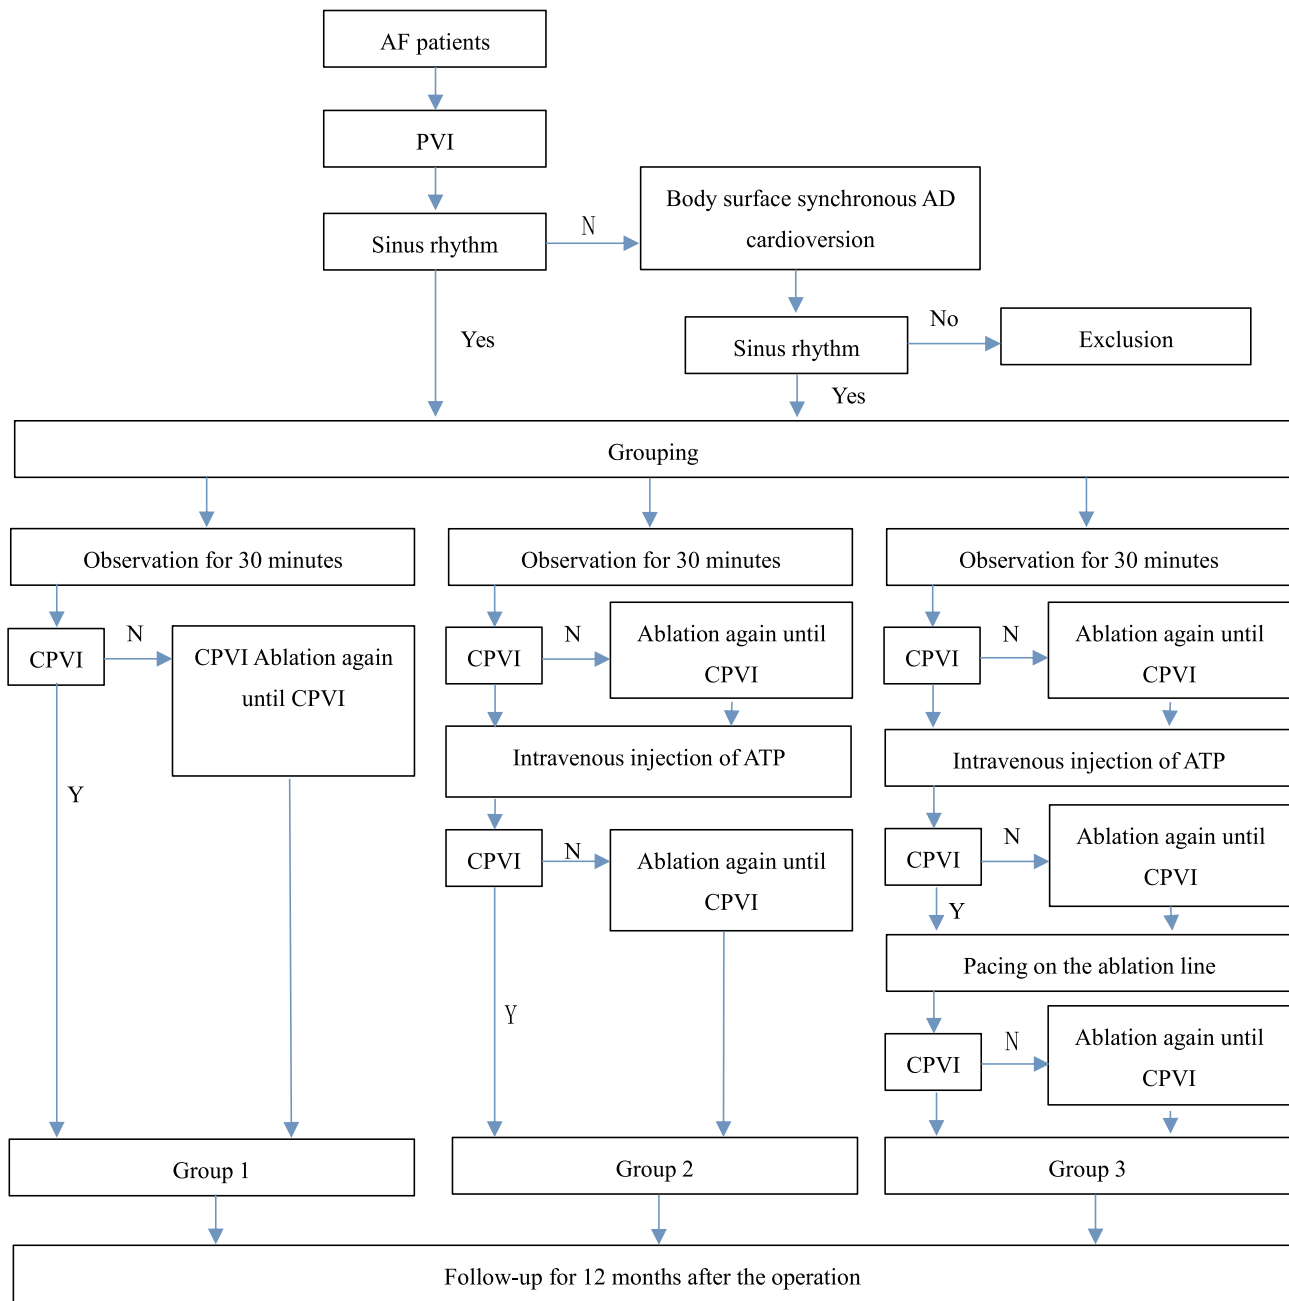 AF patients
PVI
Sinus rhythm
N
Body surface synchronous AD
cardioversion
Yes
Sinus rhythm
No
Exclusion
Yes
Grouping
Observation for 30 minutes
CPVI
N
CPVI Ablation again
until CPVI
Y
Group 1
Observation for 30 minutes
CPVI
N
Ablation again until
CPVI
Intravenous injection of ATP
CPVI
N
Ablation again until
CPVI
Y
Group 2
Observation for 30 minutes
CPVI
N
Ablation again until
CPVI
Intravenous injection of ATP
CPVI
N
Ablation again until
CPVI
Y
Pacing on the ablation line
CPVI
N
Ablation again until
CPVI
Group 3
Follow-up for 12 months after the operation